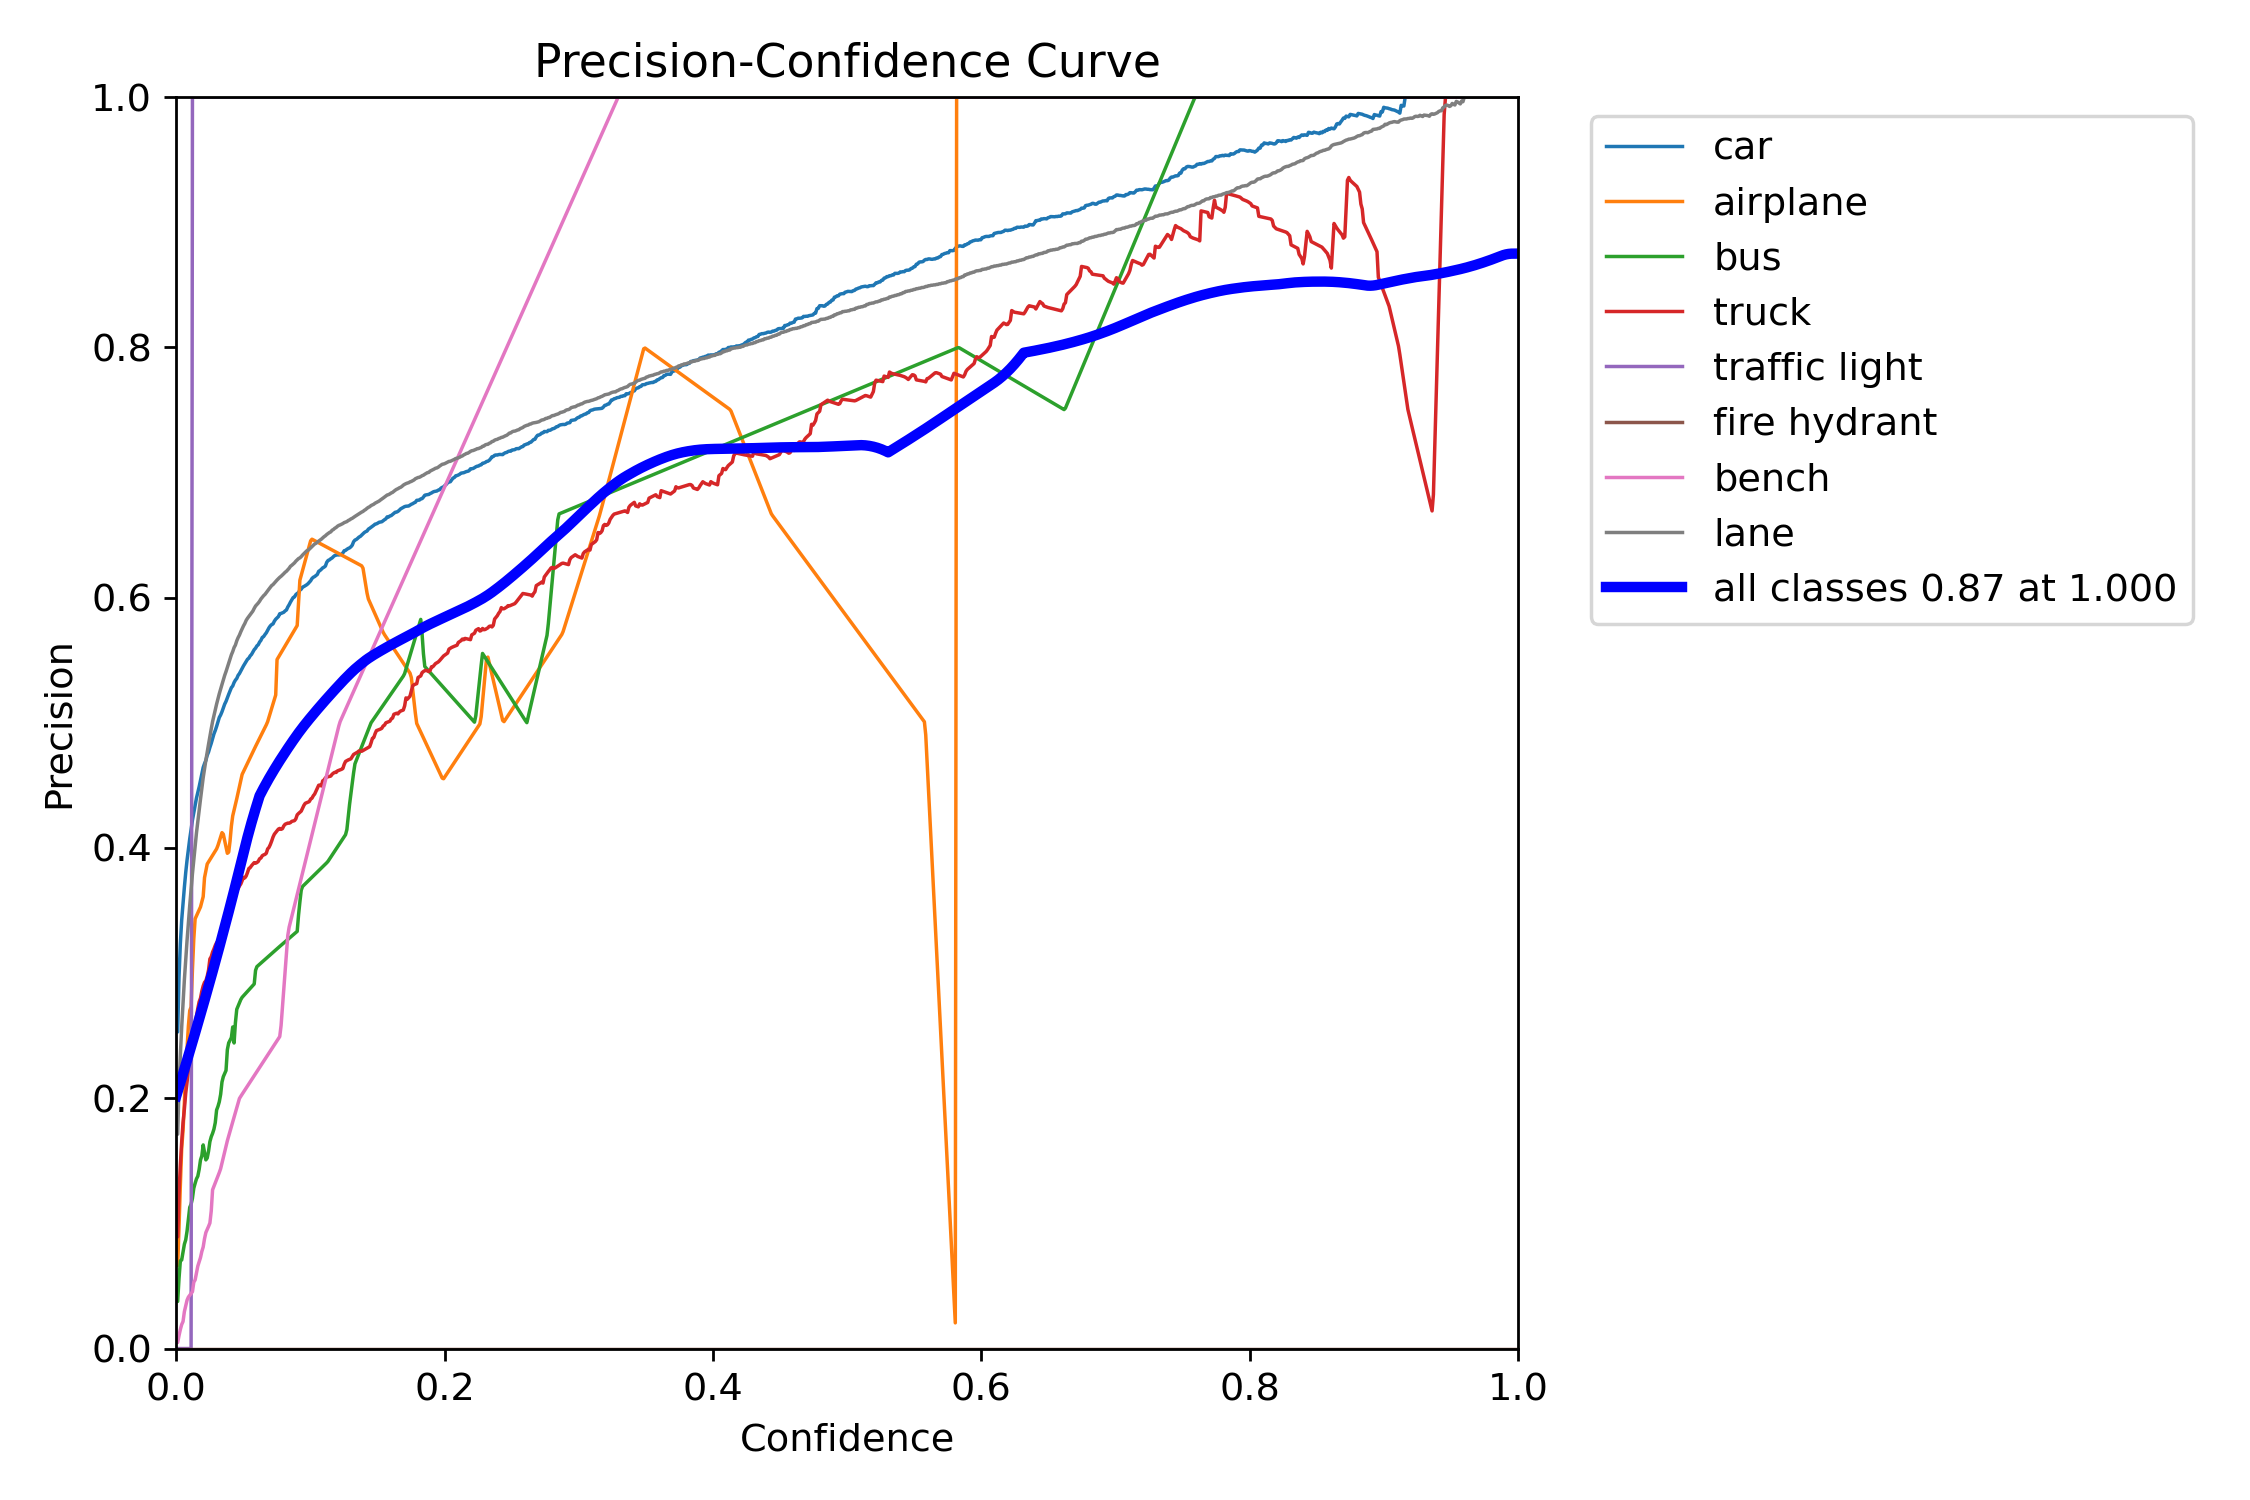 Precision-Confidence Curve
Precision
1.0
0.8
0.6
0.4
0.2
0.0
0.0 0.2 0.4 0.6 0.8 1.0
Confidence
car
airplane
bus
truck
traffic light
fire hydrant
bench
lane
all classes 0.87 at 1.000